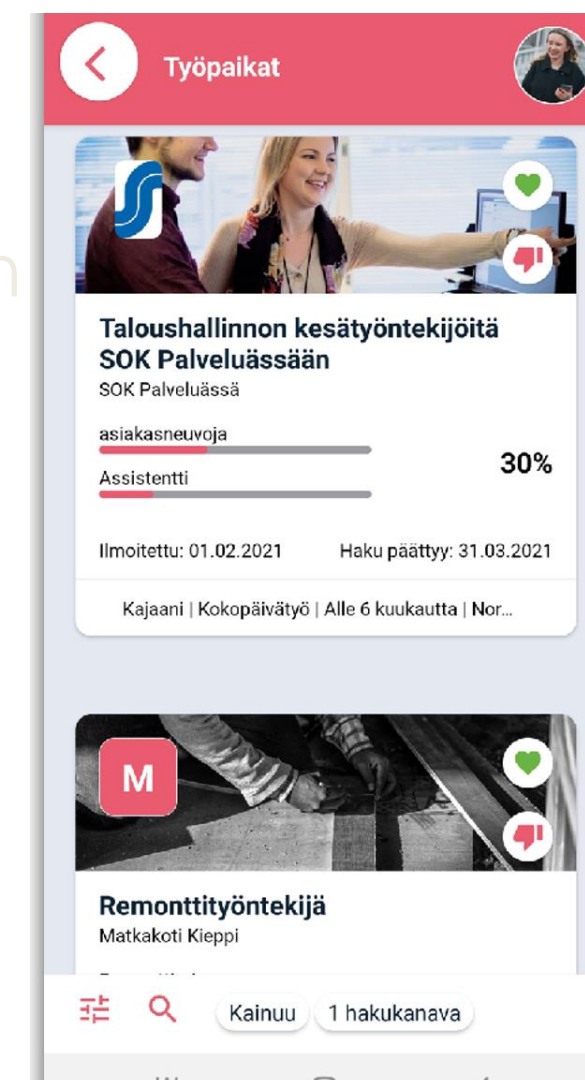 Työpaikat
Taloushallinnon kesätyöntekijöitä
SOK Palveluässään
SOK Palveluässä
asiakasneuvoja
30%
Assistentti
Ilmoitettu: 01.02.2021 Haku päättyy: 31.03.2021
Kajaani | Kokopäivätyö | Alle 6 kuukautta | Nor...
M
Remonttityöntekijä
Matkakoti Kieppi
Kainuu 1 hakukanava